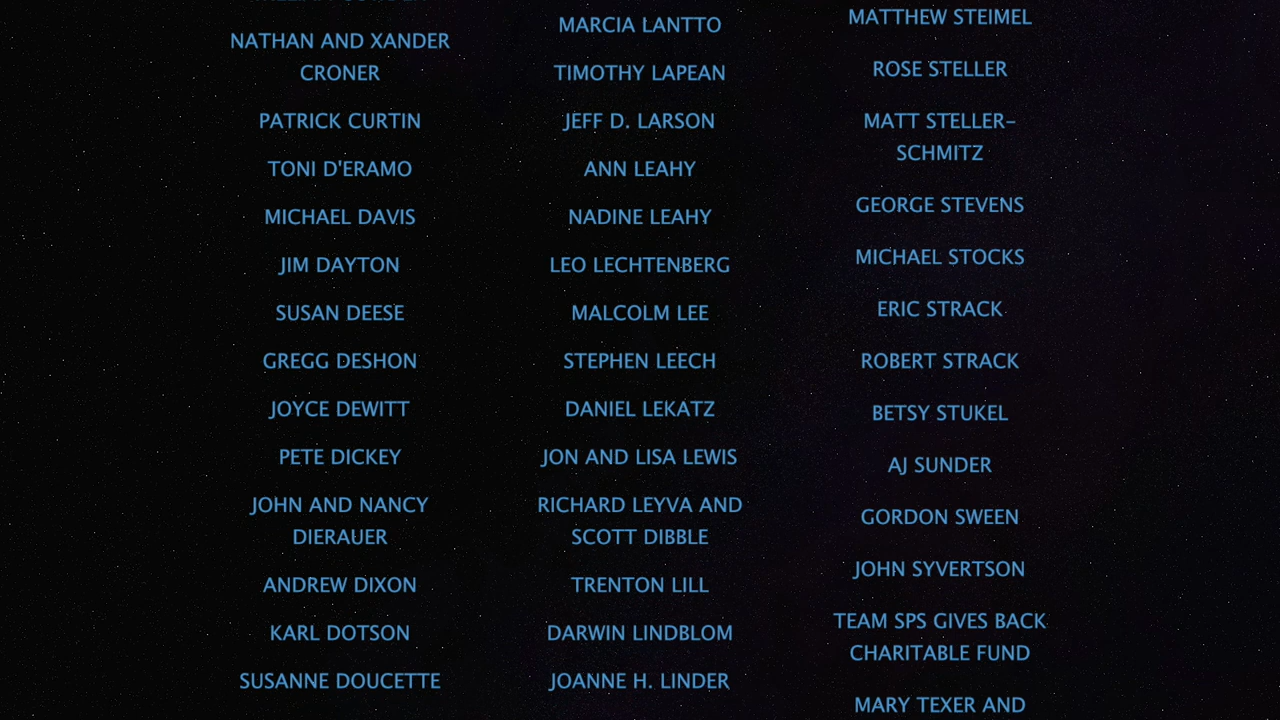 NATHAN AND XANDER
CRONER
PATRICK CURTIN
TONI D'ERAMO
MICHAEL DAVIS
JIM DAYTON
SUSAN DEESE
GREGG DESHON
JOYCE DEWITT
PETE DICKEY
JOHN AND NANCY
DIERAUER
ANDREW DIXON
KARL DOTSON
SUSANNE DOUCETTE
MARCIA LANTTO
TIMOTHY LAPEAN
JEFF D. LARSON
ANN LEAHY
NADINE LEAHY
LEO LECHTENBERG
MALCOLM LEE
STEPHEN LEECH
DANIEL LEKATZ
JON AND LISA LEWIS
RICHARD LEYVA AND
SCOTT DIBBLE
TRENTON LILL
DARWIN LINDBLOM
JOANNE H. LINDER
MATTHEW STEIMEL
ROSE STELLER
MATT STELLER-
SCHMITZ
GEORGE STEVENS
MICHAEL STOCKS
ERIC STRACK
ROBERT STRACK
BETSY STUKEL
AJ SUNDER
GORDON SWEEN
JOHN SYVERTSON
TEAM SPS GIVES BACK
CHARITABLE FUND
MARY TEXER AND